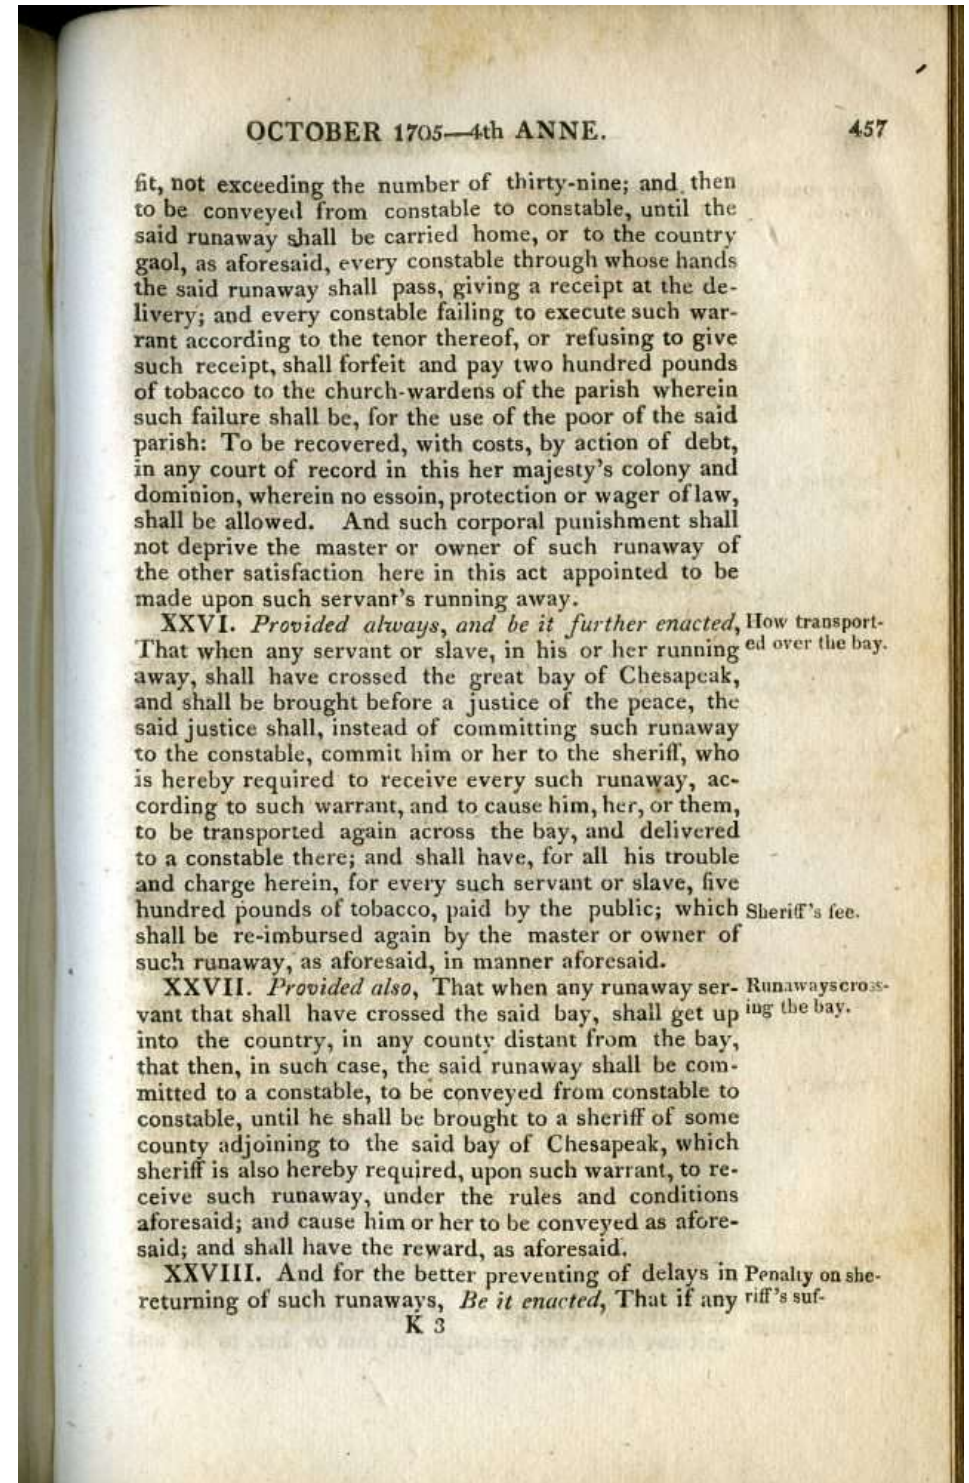 OCTOBER 1705—4th ANNE. 457
fit, not exceeding the number of thirty-nine; and then
to be conveyed from constable to constable, until the
said runaway shall be carried home, or to the country
gaol, as aforesaid, every constable through whose hands
the said runaway shall pass, giving a receipt at the de-
livery; and every constable failing to execute such war-
rant according to the tenor thereof, or refusing to give
such receipt, shall forfeit and pay two hundred pounds
of tobacco to the church-wardens of the parish wherein
such failure shall be, for the use of the poor of the said
parish: To be recovered, with costs, by action of debt,
in any court of record in this her majesty's colony and
dominion, wherein no essoin, protection or wager of law,
shall be allowed. And such corporal punishment shall
not deprive the master or owner of such runaway of
the other satisfaction here in this act appointed to be
made upon such servant's running away.
XXVI. Provided always, and be it further enacted,
That when any servant or slave, in his or her running
away, shall have crossed the great bay of Chesapeak,
and shall be brought before a justice of the peace, the
said justice shall, instead of committing such runaway
to the constable, commit him or her to the sheriff, who
is hereby required to receive every such runaway, ac-
cording to such warrant, and to cause him, her, or them,
to be transported again across the bay, and delivered
to a constable there; and shall have, for all his trouble
and charge herein, for every such servant or slave, five
hundred pounds of tobacco, paid by the public; which
shall be re-imbursed again by the master or owner of
such runaway, as aforesaid, in manner aforesaid.
XXVII. Provided also, That when any runaway ser-
vant that shall have crossed the said bay, shall get up
into the country, in any county distant from the bay,
that then, in such case, the said runaway shall be com-
mitted to a constable, to be conveyed from constable to
constable, until he shall be brought to a sheriff of some
county adjoining to the said bay of Chesapeak, which
sheriff is also hereby required, upon such warrant, to re-
ceive such runaway, under the rules and conditions
aforesaid; and cause him or her to be conveyed as afore-
said; and shall have the reward, as aforesaid.
XXVIII. And for the better preventing of delays in
returning of such runaways, Be it enacted, That if any
K 3
How transport-
ed over the bay.
Sheriff's fee.
Runaways cross-
ing the bay.
Penalty on she-
riff's suf-